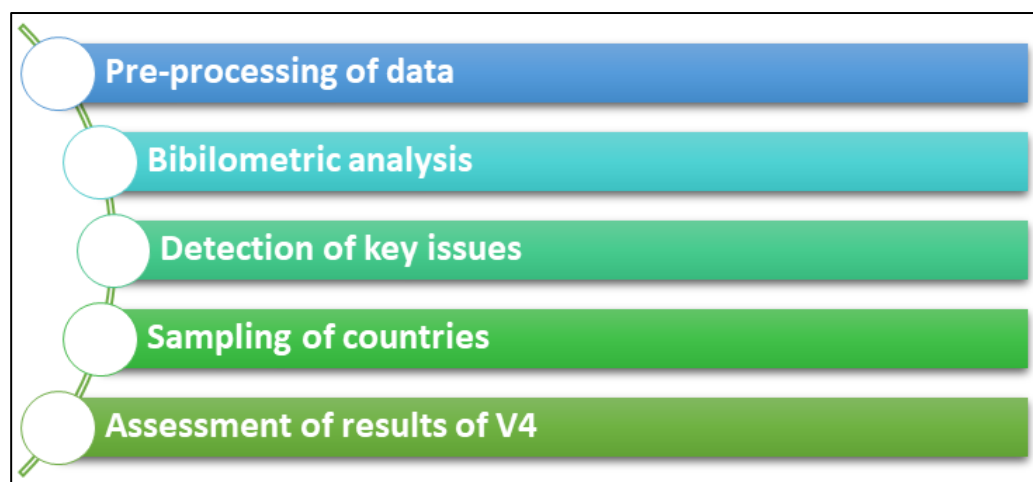 Pre-processing of data
Bibilometric analysis
Detection of key issues
Sampling of countries
Assessment of results of V4